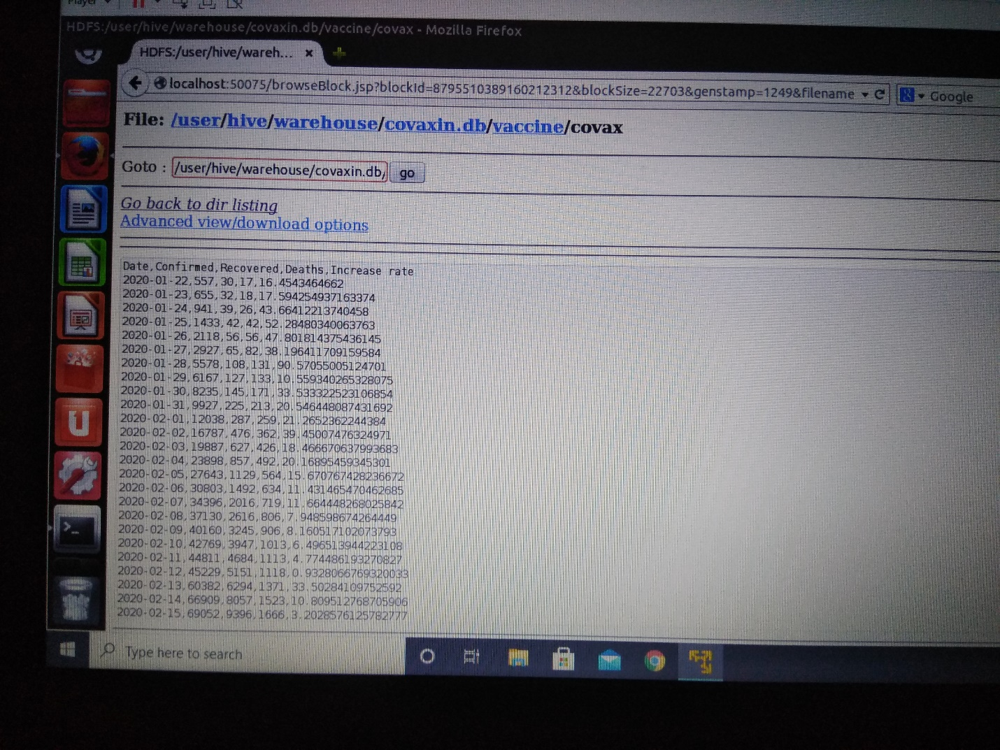 Player
HDFS:/user/hive/warehouse/covaxin.db/vaccine/covax - Mozilla Firefox
HDFS:/user/hive/wareh... ×
localhost:50075/browseBlock.jsp?blockId=8795510389160212312&blockSize=22703&genstamp=1249&filename
Google
File: /user/hive/warehouse/covaxin.db/vaccine/covax
Goto : /user/hive/warehouse/covaxin.db/ go
Go back to dir listing
Advanced view/download options
Date,Confirmed,Recovered,Deaths,Increase rate
2020-01-22,557,30,17,16.4543464662
2020-01-23,655,32,18,17.594254937163374
2020-01-24,941,39,26,43.66412213740458
2020-01-25,1433,42,42,52.28480340063763
2020-01-26,2118,56,56,47.801814375436145
2020-01-27,2927,65,82,38.196411709159584
2020-01-28,5578,108,131,90.57055005124701
2020-01-29,6167,127,133,10.559340265328075
2020-01-30,8235,145,171,33.533322523106854
2020-01-31,9927,225,213,20.546448087431692
2020-02-01,12038,287,259,21.2652362244384
2020-02-02,16787,476,362,39.45007476324971
2020-02-03,19887,627,426,18.466670637993683
2020-02-04,23898,857,492,20.16895459345301
2020-02-05,27643,1129,564,15.670767428236672
2020-02-06,30803,1492,634,11.431465470462685
2020-02-07,34396,2016,719,11.664448268025842
2020-02-08,37130,2616,806,7.948598674264449
2020-02-09,40160,3245,906,8.160517102073793
2020-02-10,42769,3947,1013,6.496513944223108
2020-02-11,44811,4684,1113,4.774486193270827
2020-02-12,45229,5151,1118,0.9328066769320033
2020-02-13,60382,6294,1371,33.50284109752592
2020-02-14,66909,8057,1523,10.809512768705906
2020-02-15,69052,9396,1666,3.2028576125782777
Type here to search